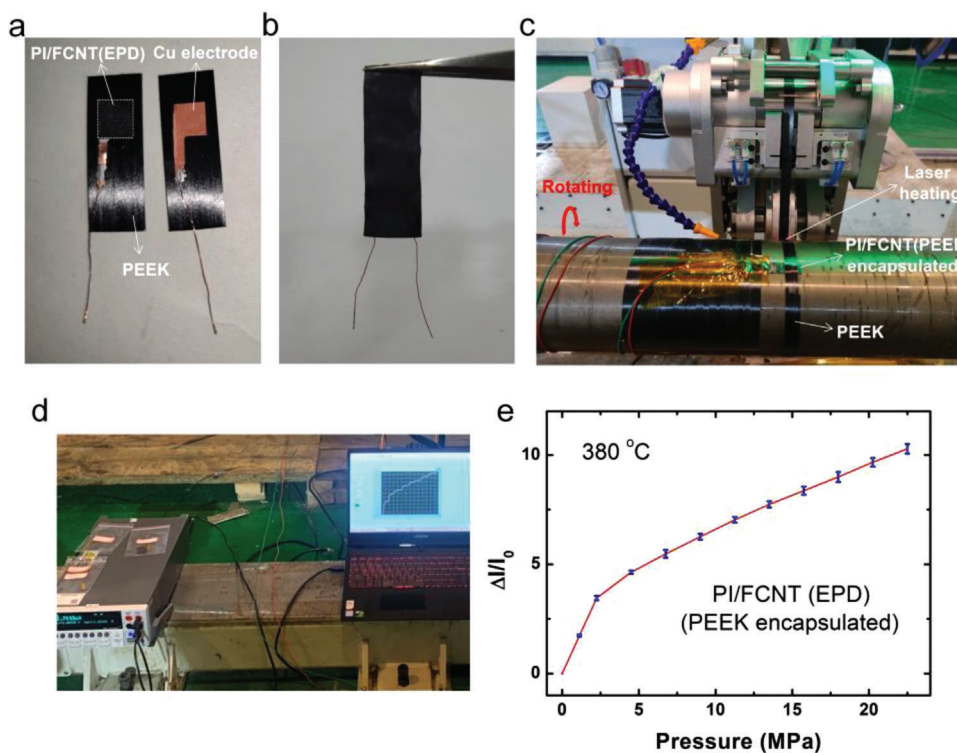 a
PI/FCNT(EPD)
Cu electrode
PEEK
b
c
Rotating
Laser
heating
PI/FCNT(PEEK
encapsulated)
PEEK
d
e
380 °C
10
5
0
ΔI/I0
PI/FCNT (EPD)
(PEEK encapsulated)
0 5 10 15 20
Pressure (MPa)